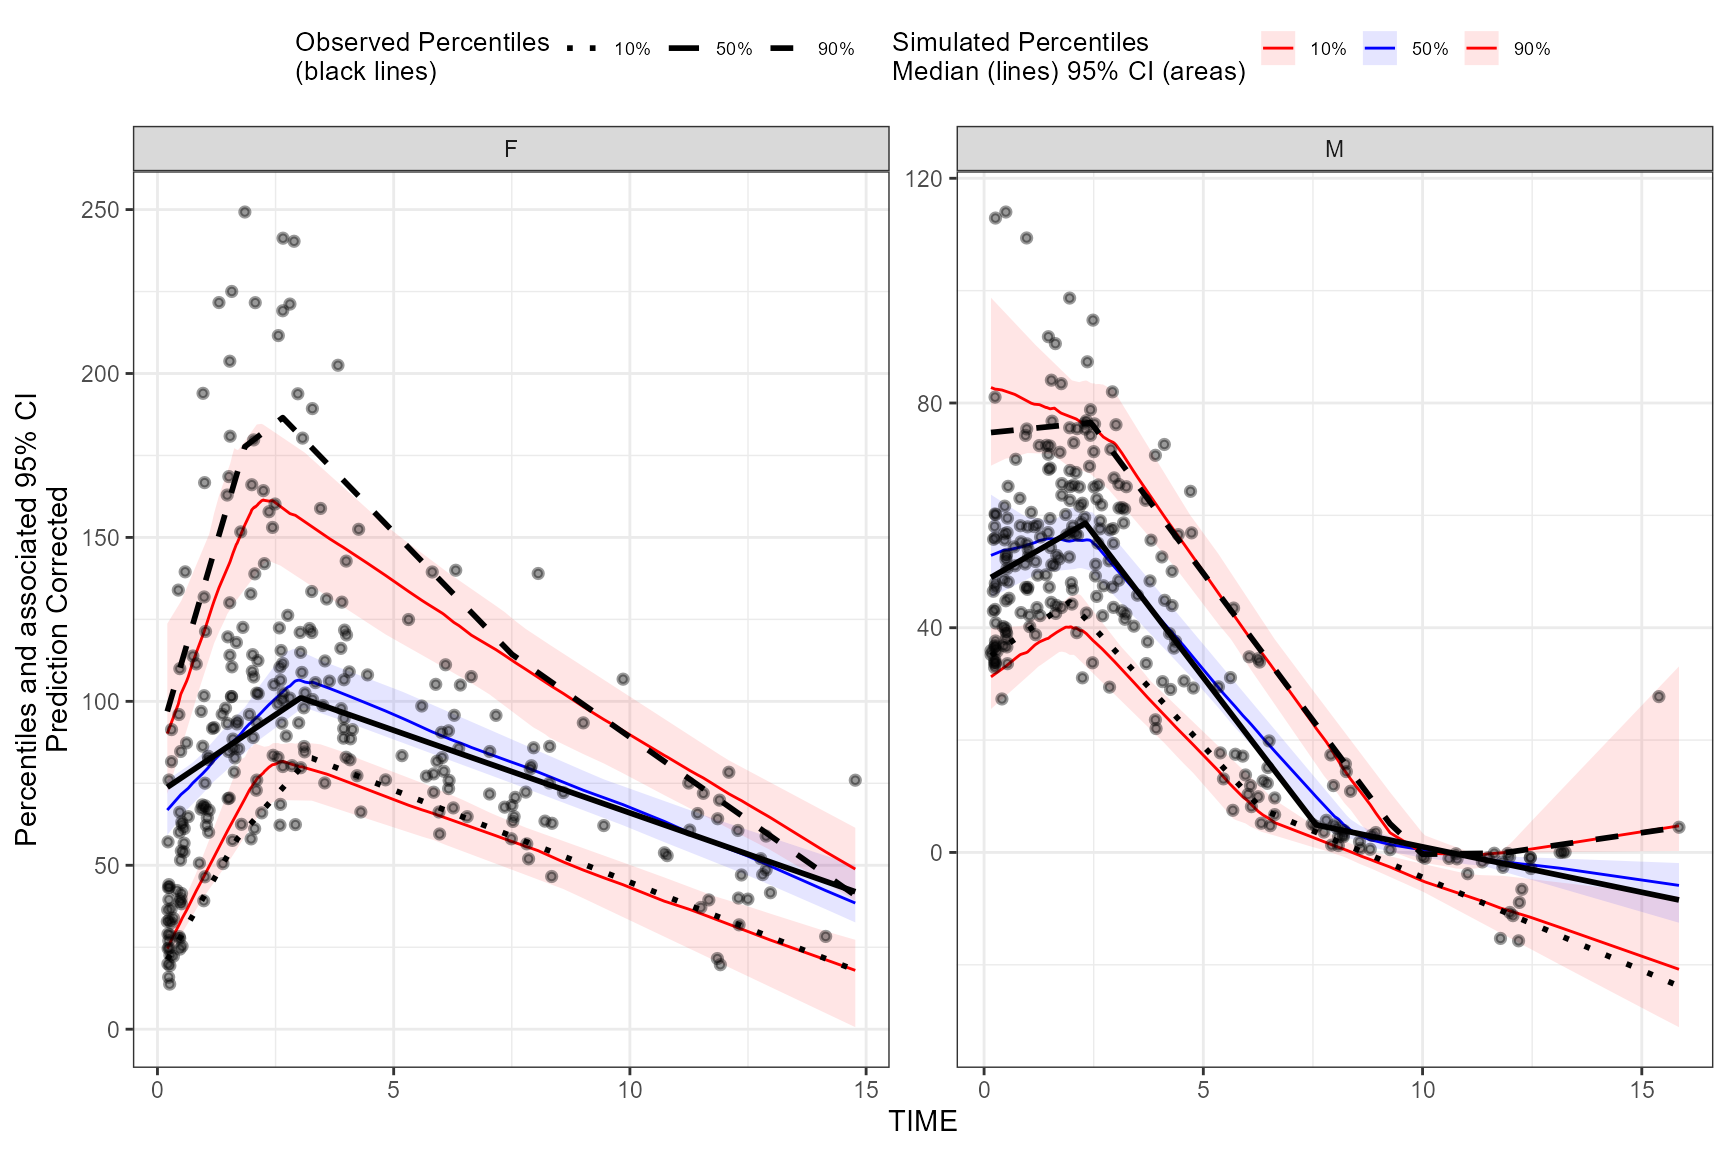 Observed Percentiles
(black lines)
10%
50%
90%
Simulated Percentiles
Median (lines) 95% CI (areas)
10%
50%
90%
F
M
Percentiles and associated 95% CI
Prediction Corrected
250
200
150
100
50
0
120
80
40
0
0
5
10
15
0
5
10
15
TIME